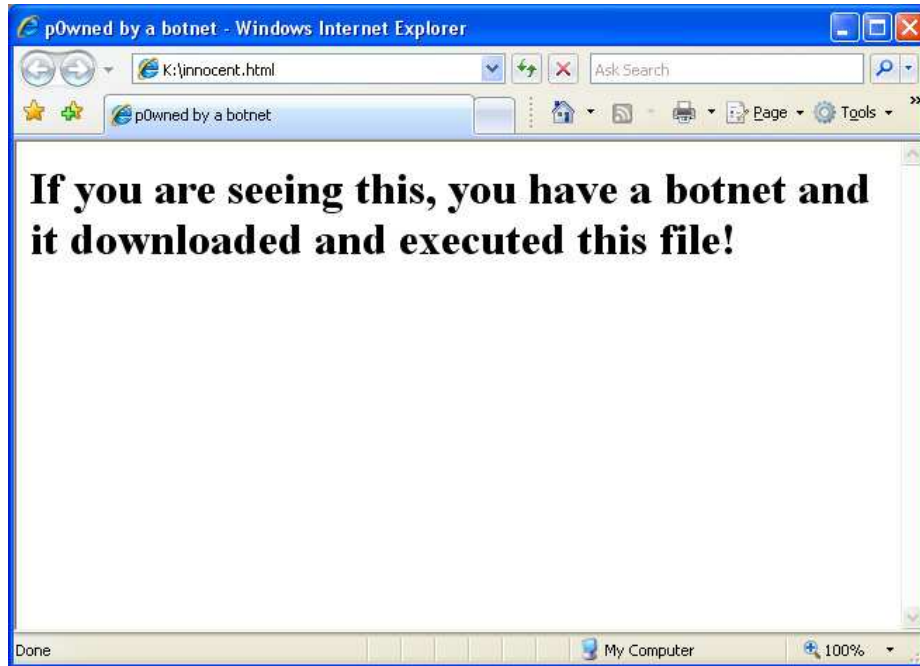 p0wned by a botnet - Windows Internet Explorer
K:\innocent.html
Ask Search
p0wned by a botnet
Page
Tools
»
If you are seeing this, you have a botnet and
it downloaded and executed this file!
Done
My Computer
100%